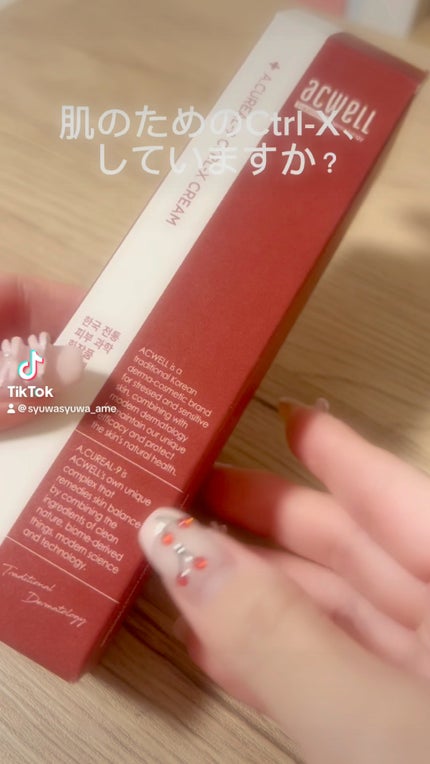 肌のためのCtrl-X、
していますか?
acwell
A.CUREAL-9 CTRL-X CREAM
한국 전통
피부 과학
화장품
ACWELL is a
traditional Korean
derma-cosmetic brand
for stressed and sensitive
skin, combining with
modern dermatology
maintain our unique
efficacy and protect
the skin's natural health.
A.CUREAL-9 is
ACWELL's own unique
complex that
remedies skin balance
by combining the
ingredients of clean
nature, biome-derived
things, modern science
and technology.
Traditional
Dermatology
TikTok
@syuwasyuwa_ame